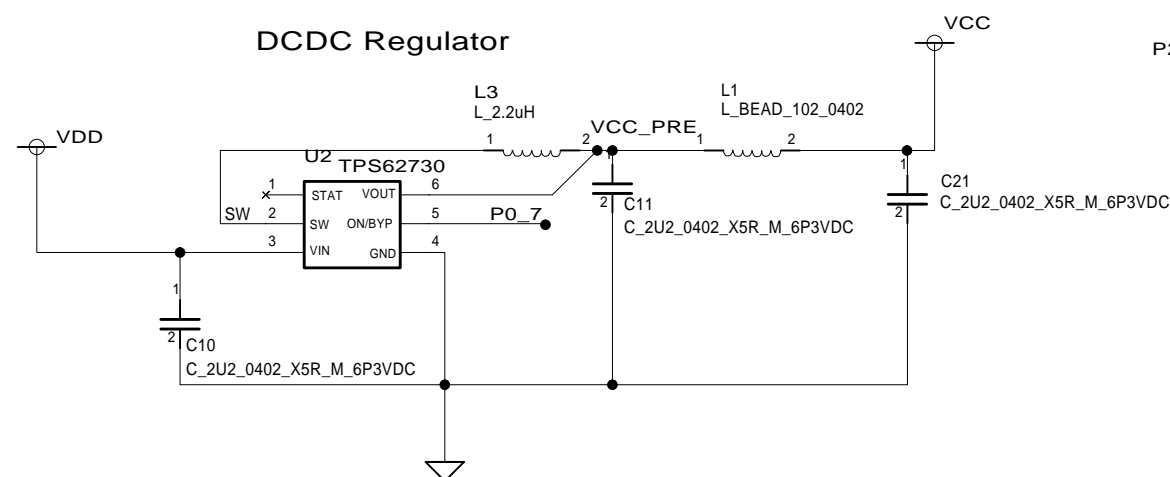 DCDC Regulator
VCC
P2
L3
L_2.2uH
L1
L_BEAD_102_0402
VDD
1
2
VCC_PRE
1
2
U2
TPS62730
1
STAT
VOUT
6
1
1
SW
2
SW
ON/BYP
5
P0_7
2
C11
C_2U2_0402_X5R_M_6P3VDC
2
C21
C_2U2_0402_X5R_M_6P3VDC
3
VIN
GND
4
1
2
C10
C_2U2_0402_X5R_M_6P3VDC